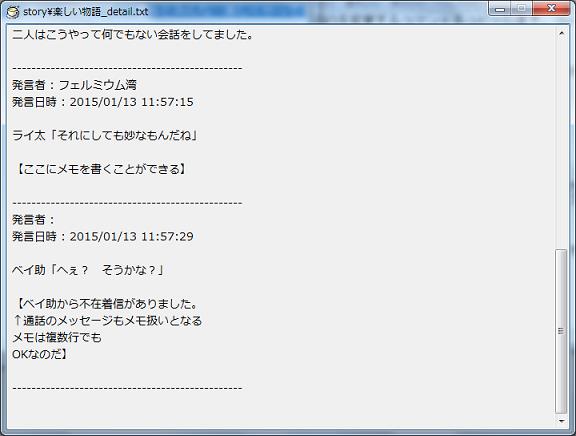 story¥楽しい物語_detail.txt
二人はこうやって何でもない会話をしてました。
------------------------------------------------
発言者：フェルミウム湾
発言日時：2015/01/13 11:57:15
ライ太「それにしても妙なもんだね」
【ここにメモを書くことができる】
------------------------------------------------
発言者：
発言日時：2015/01/13 11:57:29
ベイ助「へぇ？　そうかな？」
【ベイ助から不在着信がありました。
↑通話のメッセージもメモ扱いとなる
メモは複数行でも
OKなのだ】
------------------------------------------------